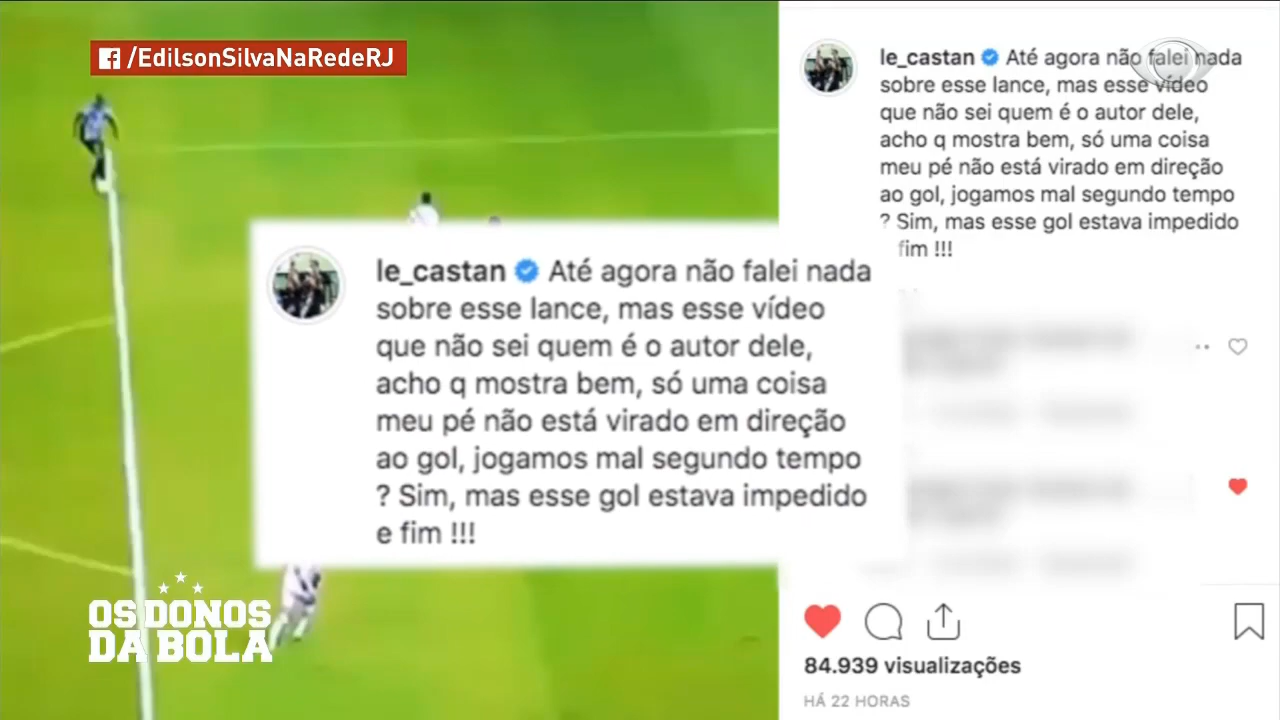 /EdilsonSilvaNaRedeRJ
le_castan Até agora não falei nada
sobre esse lance, mas esse vídeo
que não sei quem é o autor dele,
acho q mostra bem, só uma coisa
meu pé não está virado em direção
ao gol, jogamos mal segundo tempo
? Sim, mas esse gol estava impedido
fim !!!
le_castan Até agora não falei nada
sobre esse lance, mas esse vídeo
que não sei quem é o autor dele,
acho q mostra bem, só uma coisa
meu pé não está virado em direção
ao gol, jogamos mal segundo tempo
? Sim, mas esse gol estava impedido
e fim !!!
OS DONOS
DA BOLA
84.939 visualizações
HÁ 22 HORAS